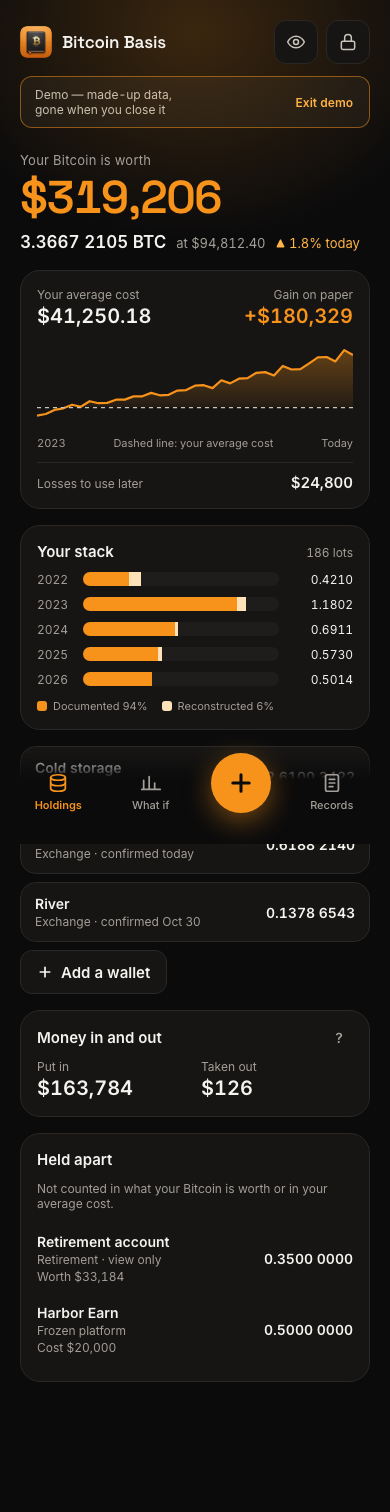 Bitcoin Basis
Demo — made-up data,
gone when you close it
Exit demo
Your Bitcoin is worth
$319,206
3.3667 2105 BTC at $94,812.40 ▲ 1.8% today
Your average cost Gain on paper
$41,250.18 +$180,329
2023 Dashed line: your average cost Today
Losses to use later $24,800
Your stack 186 lots
2022 0.4210
2023 1.1802
2024 0.6911
2025 0.5730
2026 0.5014
Documented 94% Reconstructed 6%
Cold storage
Holdings What if + Records
Exchange · confirmed today 0.6188 2140
River
Exchange · confirmed Oct 30 0.1378 6543
+ Add a wallet
Money in and out ?
Put in Taken out
$163,784 $126
Held apart
Not counted in what your Bitcoin is worth or in your
average cost.
Retirement account
Retirement · view only 0.3500 0000
Worth $33,184
Harbor Earn
Frozen platform 0.5000 0000
Cost $20,000